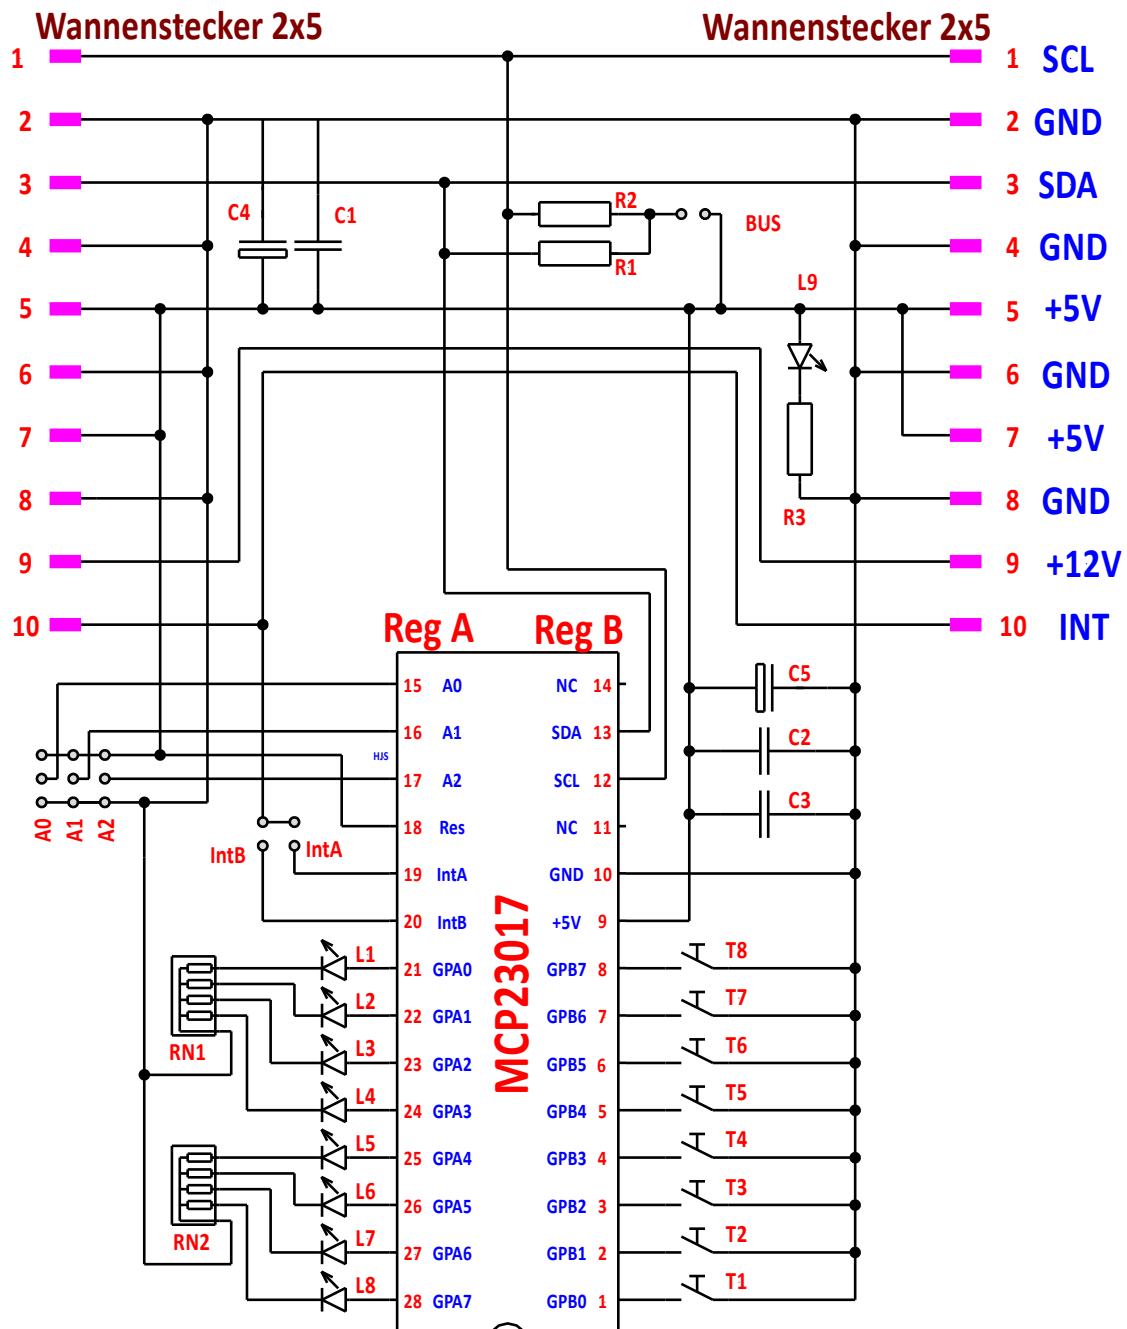 Wannenstecker 2x5 Wannenstecker 2x5
1 1 SCL
2 2 GND
3 3 SDA
C4 C1 R2 BUS
4 4 GND
R1
L9
5 5 +5V
6 6 GND
7 7 +5V
8 8 GND
R3
9 9 +12V
10 10 INT
Reg A Reg B
15 A0 NC 14 C5
16 A1 SDA 13 C2
HJS
17 A2 SCL 12
C3
A0 A1 A2
18 Res NC 11
IntB IntA
19 IntA GND 10
20 IntB +5V 9
MCP23017
L1 T8
21 GPA0 GPB7 8
L2 T7
22 GPA1 GPB6 7
RN1 L3 T6
23 GPA2 GPB5 6
L4 T5
24 GPA3 GPB4 5
L5 T4
25 GPA4 GPB3 4
L6 T3
26 GPA5 GPB2 3
RN2 L7 T2
27 GPA6 GPB1 2
L8 T1
28 GPA7 GPB0 1